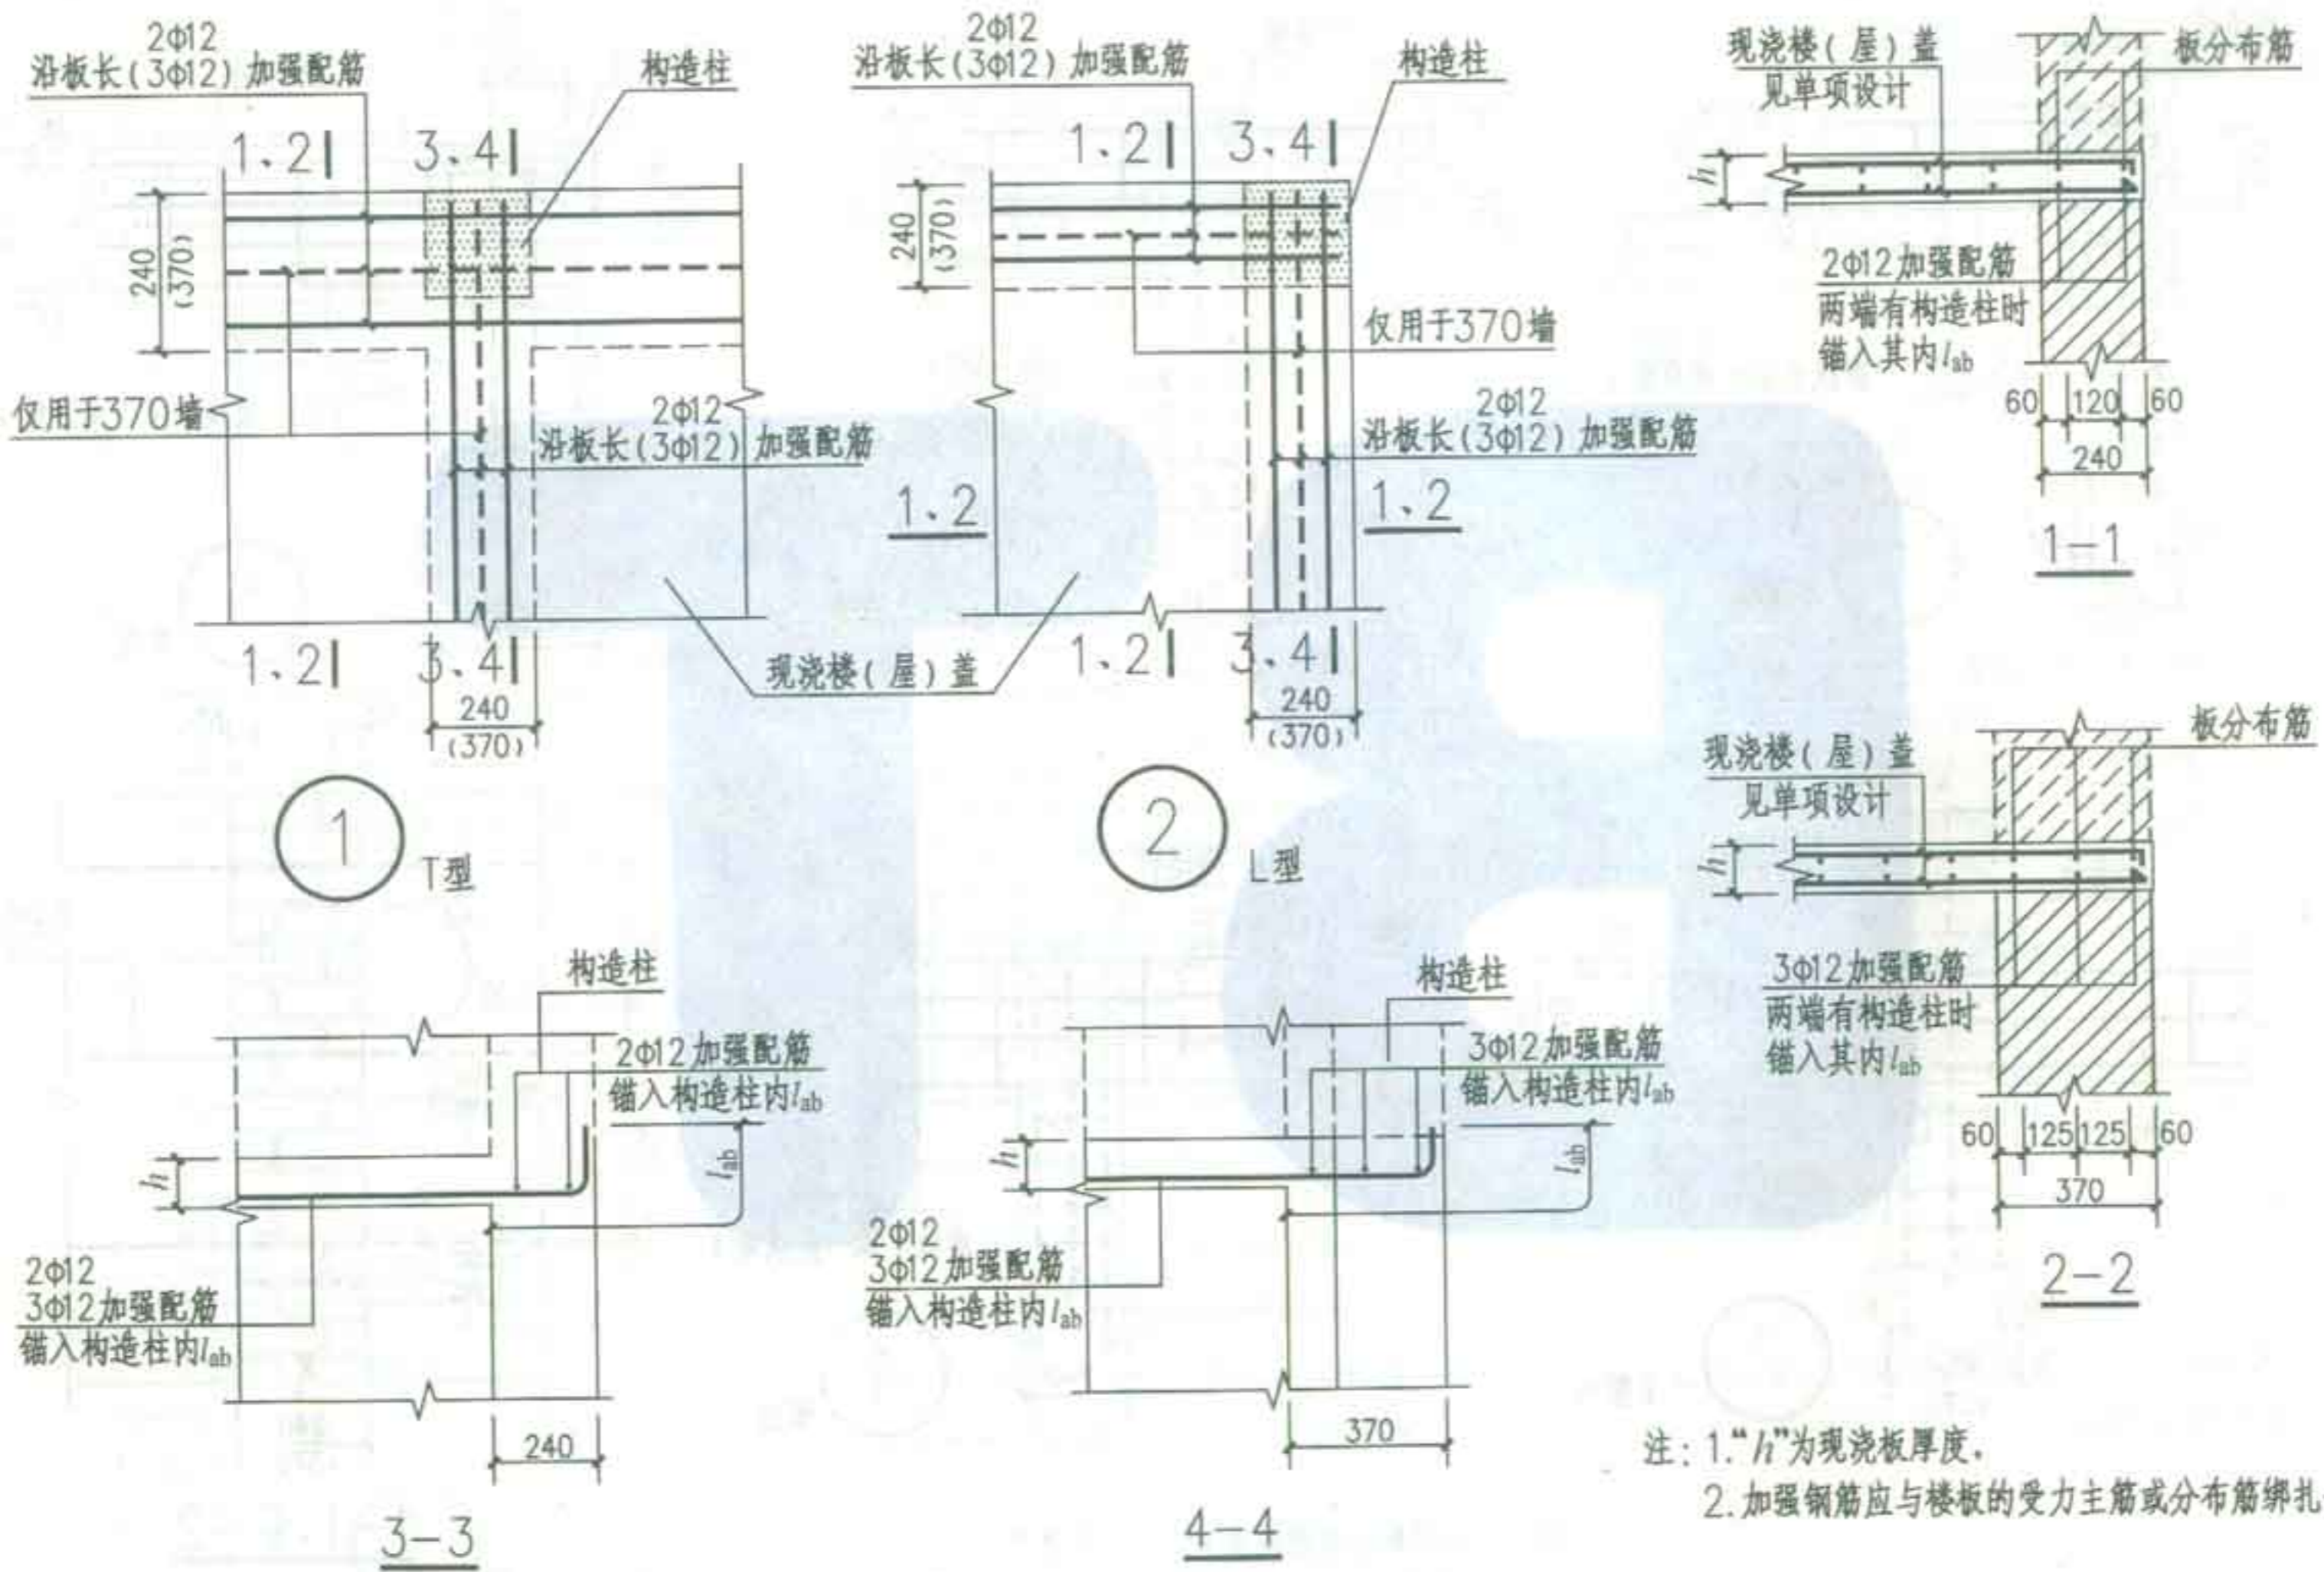 2φ12
沿板长(3φ12)加强配筋
构造柱
1、2
3、4
240
(370)
仅用于370墙
2φ12
沿板长(3φ12)加强配筋
1、2
3、4
240
(370)
现浇楼(屋)盖
1
T型
2φ12
沿板长(3φ12)加强配筋
构造柱
1、2
3、4
240
(370)
仅用于370墙
2φ12
沿板长(3φ12)加强配筋
1、2
1、2
1、2
3、4
240
(370)
2
L型
现浇楼(屋)盖
见单项设计
板分布筋
h
2φ12加强配筋
两端有构造柱时
锚入其内lab
60 120 60
240
1-1
现浇楼(屋)盖
见单项设计
板分布筋
h
3φ12加强配筋
两端有构造柱时
锚入其内lab
60 125 125 60
370
2-2
构造柱
2φ12加强配筋
锚入构造柱内lab
h
lab
2φ12
3φ12加强配筋
锚入构造柱内lab
240
3-3
构造柱
3φ12加强配筋
锚入构造柱内lab
h
lab
2φ12
3φ12加强配筋
锚入构造柱内lab
370
4-4
注:1."h"为现浇板厚度.
2.加强钢筋应与楼板的受力主筋或分布筋绑扎